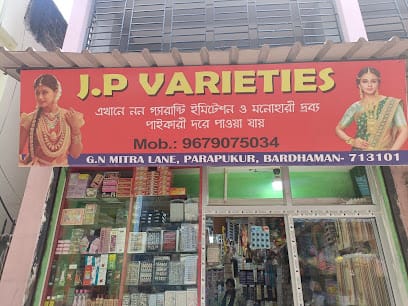 J.P VARIETIES
এখানে নন গ্যারান্টি ইমিটেশন ও মনোহারী দ্রব্য
পাইকারী দরে পাওয়া যায়
Mob.: 9679075034
G.N MITRA LANE, PARAPUKUR, BARDHAMAN- 713101